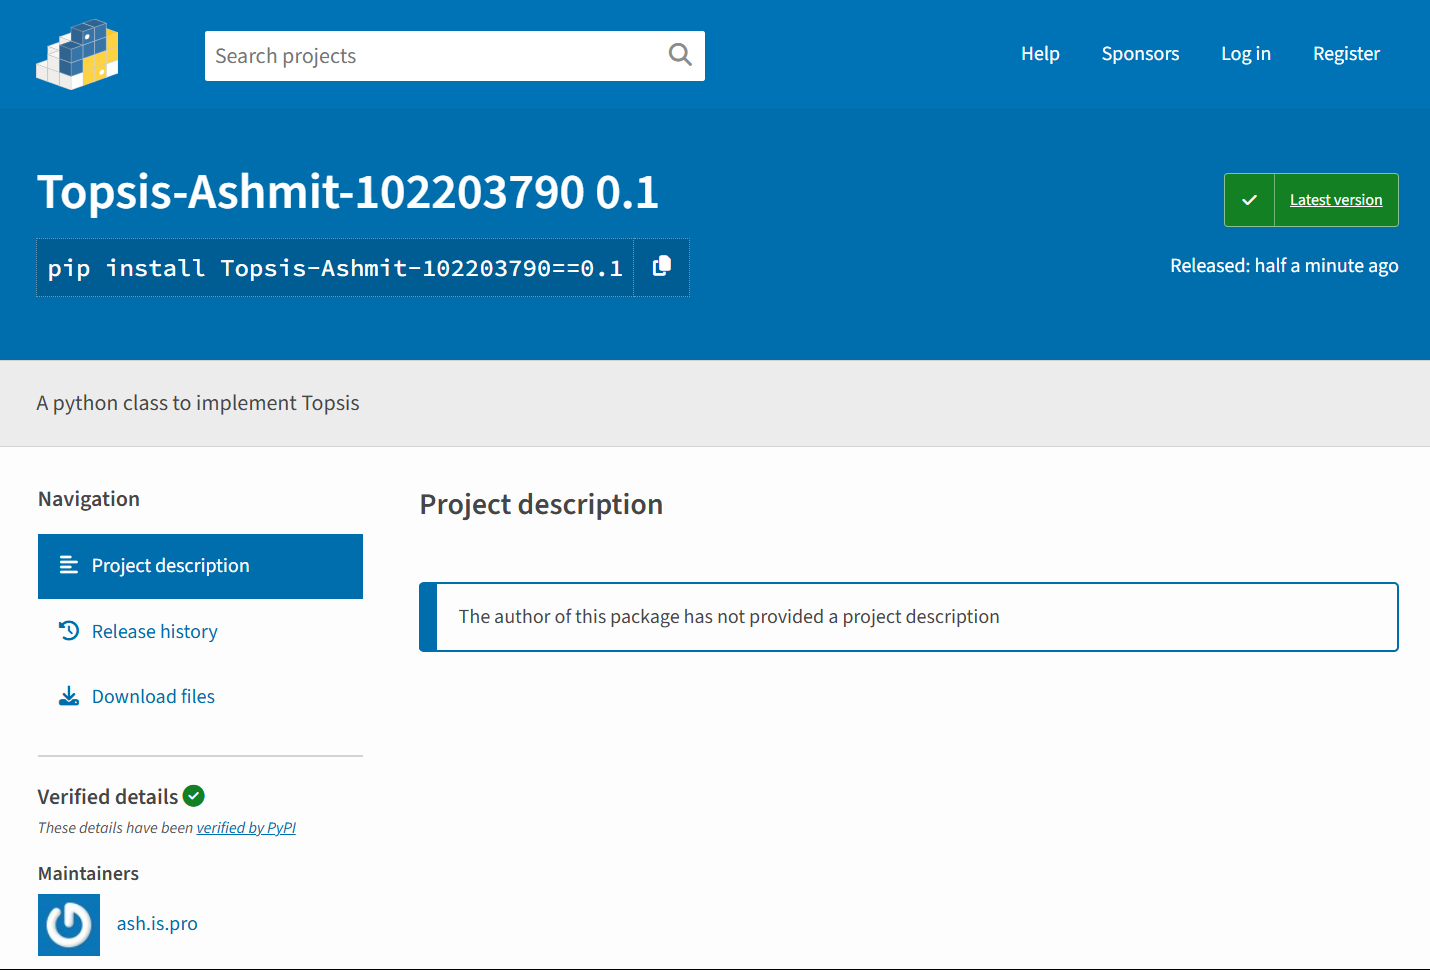 Search projects
Help Sponsors Log in Register
Topsis-Ashmit-102203790 0.1
Latest version
pip install Topsis-Ashmit-102203790==0.1
Released: half a minute ago
A python class to implement Topsis
Navigation
Project description
Release history
Download files
Verified details
These details have been verified by PyPI
Maintainers
ash.is.pro
Project description
The author of this package has not provided a project description